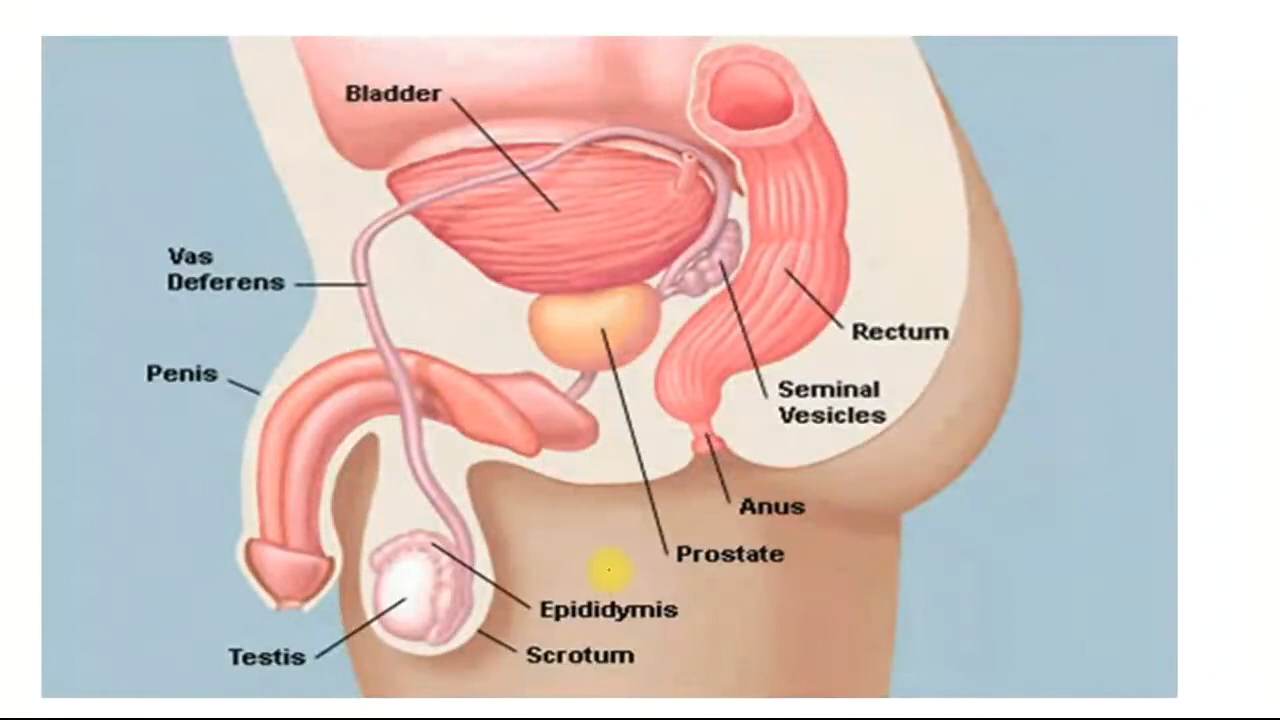 Bladder
Vas
Deferens
Penis
Rectum
Seminal
Vesicles
Anus
Prostate
Epididymis
Testis
Scrotum